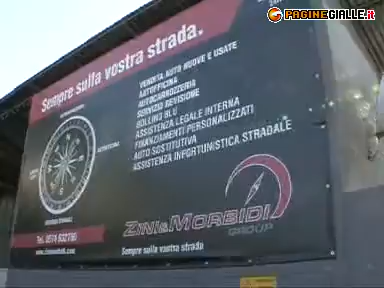 PAGINEGIALLE.it
Sempre sulla vostra strada.
VENDITA AUTO NUOVE E USATE
AUTOFFICINA
AUTOCARROZZERIA
SERVIZIO REVISIONE
BOLLINO BLU
ASSISTENZA LEGALE INTERNA
FINANZIAMENTI PERSONALIZZATI
AUTO SOSTITUTIVA
ASSISTENZA INFORTUNISTICA STRADALE
ZINI&MORBIDI
GROUP
Sempre sulla vostra strada